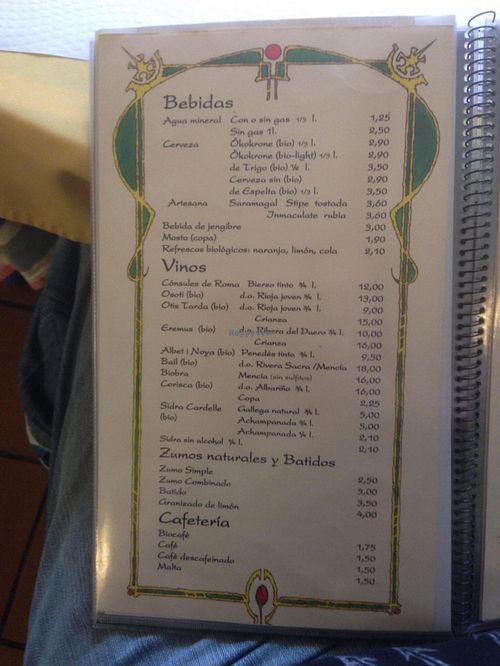 Bebidas
Agua mineral Con o sin gas 1/3 l. 1,25
Sin gas 1l. 2,50
Cerveza Ökokrone (bio) 1/3 l. 2,90
Ökokrone (bio-light) 1/3 l. 2,90
de Trigo (bio) ½ l. 3,50
Cerveza sin (bio) 2,90
de Espelta (bio) 1/3 l. 3,50
Artesana Saramagal Stipe tostada 3,60
Inmaculate rubia 3,60
Bebida de jengibre 3,00
Mosto (copa) 1,90
Refrescos biológicos: naranja, limón, cola 2,10
Vinos
Cónsules de Roma Bierzo tinto ¾ l. 12,00
Osoti (bio) d.o. Rioja joven ¾ l. 13,00
Otis Tarda (bio) d.o. Rioja joven ¾ l. 9,00
Crianza 15,00
Eremus (bio) d.o. Ribera del Duero ¾ l. 10,00
Crianza 16,00
Albet i Noya (bio) Penedés tinto ¾ l. 9,50
Bail (bio) d.o. Rivera Sacra /Mencía 18,00
Biobra Mencía (sin sulfitos) 16,00
Corisca (bio) d.o. Albariño ¾ l. 16,00
Copa 2,25
Sidra Cardelle Gallega natural ¾ l. 5,00
(bio) Achampanada ¾ l. 5,00
Achampanada ¼ l. 2,10
Sidra sin alcohol ¼ l. 2,10
Zumos naturales y Batidos
Zumo Simple 2,50
Zumo Combinado 3,00
Batido 3,50
Granizado de limón 4,00
Cafetería
Biocafé 1,75
Café 1,50
Café descafeinado 1,50
Malta 1,50